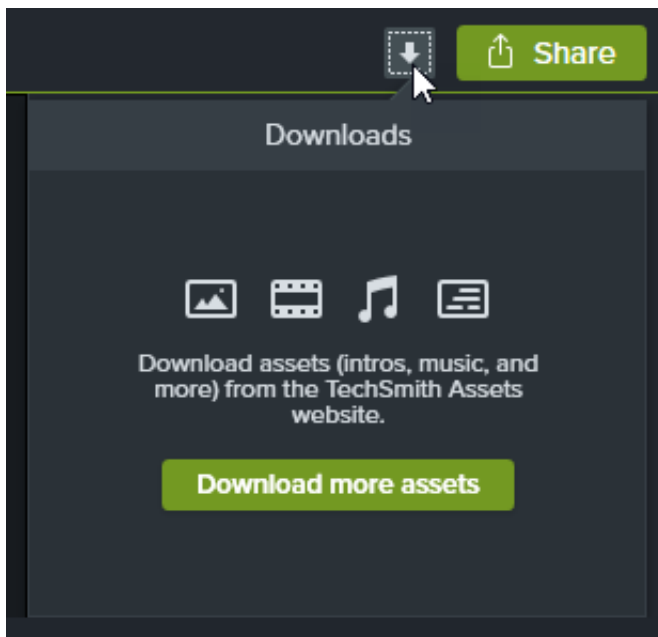 Share
Downloads
Download assets (intros, music, and
more) from the TechSmith Assets
website.
Download more assets